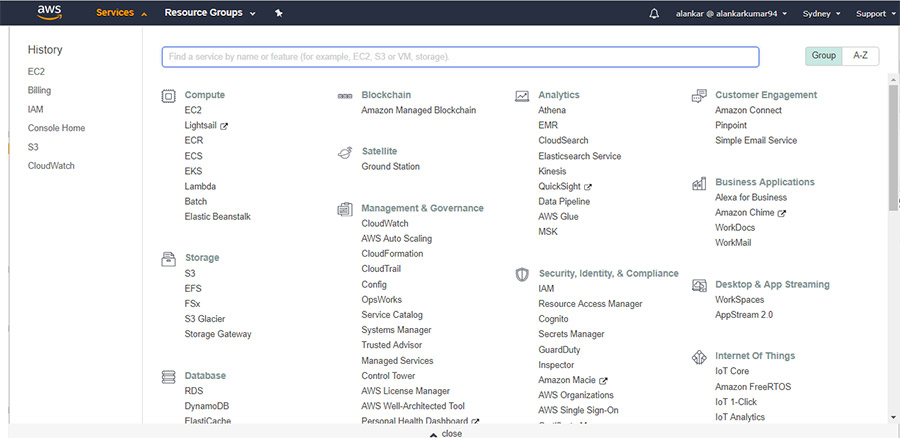 aws Services Resource Groups alankar @ alankarkumar94 Sydney Support
History
EC2
Billing
IAM
Console Home
S3
CloudWatch
Find a service by name or feature (for example, EC2, S3 or VM, storage).
Group A-Z
Compute
EC2
Lightsail
ECR
ECS
EKS
Lambda
Batch
Elastic Beanstalk
Storage
S3
EFS
FSx
S3 Glacier
Storage Gateway
Database
RDS
DynamoDB
ElastiCache
Blockchain
Amazon Managed Blockchain
Satellite
Ground Station
Management & Governance
CloudWatch
AWS Auto Scaling
CloudFormation
CloudTrail
Config
OpsWorks
Service Catalog
Systems Manager
Trusted Advisor
Managed Services
Control Tower
AWS License Manager
AWS Well-Architected Tool
Personal Health Dashboard
Analytics
Athena
EMR
CloudSearch
Elasticsearch Service
Kinesis
QuickSight
Data Pipeline
AWS Glue
MSK
Security, Identity, & Compliance
IAM
Resource Access Manager
Cognito
Secrets Manager
GuardDuty
Inspector
Amazon Macie
AWS Organizations
AWS Single Sign-On
Customer Engagement
Amazon Connect
Pinpoint
Simple Email Service
Business Applications
Alexa for Business
Amazon Chime
WorkDocs
WorkMail
Desktop & App Streaming
WorkSpaces
AppStream 2.0
Internet Of Things
IoT Core
Amazon FreeRTOS
IoT 1-Click
IoT Analytics
close